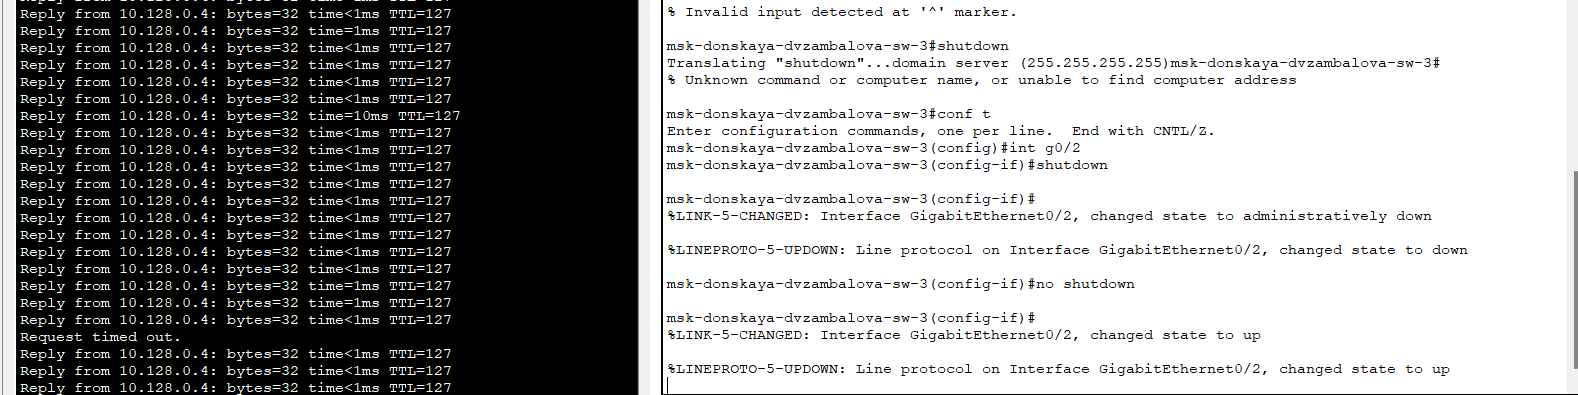 Reply from 10.128.0.4: bytes=32 time<1ms TTL=127
Reply from 10.128.0.4: bytes=32 time=1ms TTL=127
Reply from 10.128.0.4: bytes=32 time<1ms TTL=127
Reply from 10.128.0.4: bytes=32 time<1ms TTL=127
Reply from 10.128.0.4: bytes=32 time<1ms TTL=127
Reply from 10.128.0.4: bytes=32 time<1ms TTL=127
Reply from 10.128.0.4: bytes=32 time=10ms TTL=127
Reply from 10.128.0.4: bytes=32 time<1ms TTL=127
Reply from 10.128.0.4: bytes=32 time<1ms TTL=127
Reply from 10.128.0.4: bytes=32 time<1ms TTL=127
Reply from 10.128.0.4: bytes=32 time<1ms TTL=127
Reply from 10.128.0.4: bytes=32 time<1ms TTL=127
Reply from 10.128.0.4: bytes=32 time<1ms TTL=127
Reply from 10.128.0.4: bytes=32 time<1ms TTL=127
Reply from 10.128.0.4: bytes=32 time<1ms TTL=127
Reply from 10.128.0.4: bytes=32 time=1ms TTL=127
Reply from 10.128.0.4: bytes=32 time<1ms TTL=127
Reply from 10.128.0.4: bytes=32 time<1ms TTL=127
Request timed out.
Reply from 10.128.0.4: bytes=32 time<1ms TTL=127
Reply from 10.128.0.4: bytes=32 time<1ms TTL=127
Reply from 10.128.0.4: bytes=32 time<1ms TTL=127
% Invalid input detected at '^' marker.
msk-donskaya-dvzambalova-sw-3#shutdown
Translating "shutdown"...domain server (255.255.255.255)msk-donskaya-dvzambalova-sw-3#
% Unknown command or computer name, or unable to find computer address
msk-donskaya-dvzambalova-sw-3#conf t
Enter configuration commands, one per line.  End with CNTL/Z.
msk-donskaya-dvzambalova-sw-3(config)#int g0/2
msk-donskaya-dvzambalova-sw-3(config-if)#shutdown
msk-donskaya-dvzambalova-sw-3(config-if)#
%LINK-5-CHANGED: Interface GigabitEthernet0/2, changed state to administratively down
%LINEPROTO-5-UPDOWN: Line protocol on Interface GigabitEthernet0/2, changed state to down
msk-donskaya-dvzambalova-sw-3(config-if)#no shutdown
msk-donskaya-dvzambalova-sw-3(config-if)#
%LINK-5-CHANGED: Interface GigabitEthernet0/2, changed state to up
%LINEPROTO-5-UPDOWN: Line protocol on Interface GigabitEthernet0/2, changed state to up